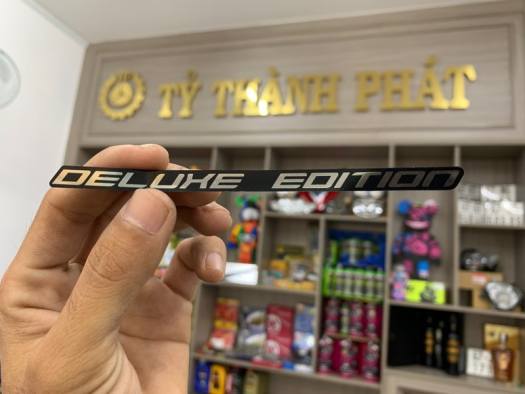 TỶ THÀNH PHÁT
DELUXE EDITION